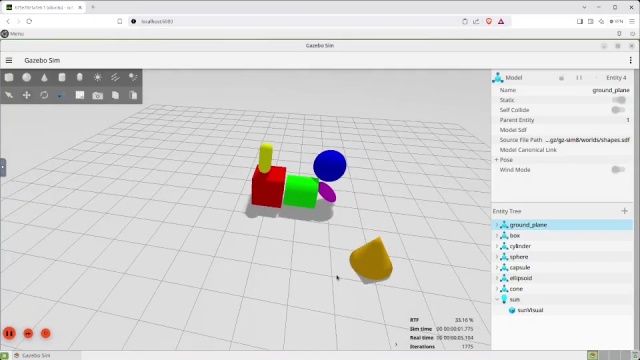 localhost:6080
Menu
Gazebo Sim
Gazebo Sim
Model
Entity 4
Name ground_plane
Static
Self Collide
Parent Entity 1
Model Sdf
Source File Path ...gz/gz-sim8/worlds/shapes.sdf
Model Canonical Link
+ Pose
Wind Mode
Entity Tree
ground_plane
box
cylinder
sphere
capsule
ellipsoid
cone
sun
sunVisual
RTF 33.16 %
Sim time 00 00:00:01.775
Real time 00 00:00:05.104
Iterations 1775
Gazebo Sim